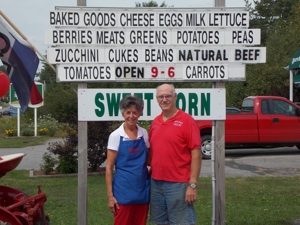 BAKED GOODS CHEESE EGGS MILK LETTUCE
BERRIES MEATS GREENS POTATOES PEAS
ZUCCHINI CUKES BEANS NATURAL BEEF
TOMATOES OPEN 9-6 CARROTS
SWEET CORN